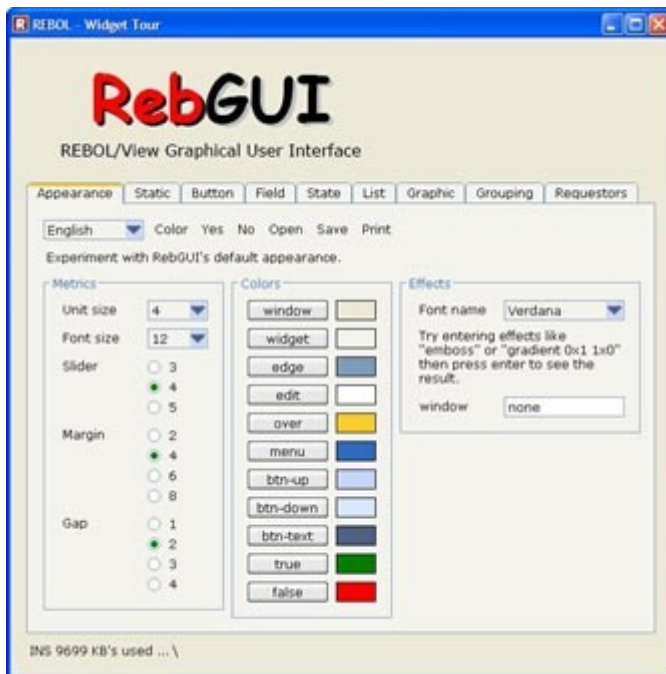 REBOL - Widget Tour
RebGUI
REBOL/View Graphical User Interface
Appearance Static Button Field State List Graphic Grouping Requestors
English Color Yes No Open Save Print
Experiment with RebGUI's default appearance.
Metrics
Unit size 4
Font size 12
Slider 3
4
5
Margin 2
4
6
8
Gap 1
2
3
4
Colors
window
widget
edge
edit
over
menu
btn-up
btn-down
btn-text
true
false
Effects
Font name Verdana
Try entering effects like
"emboss" or "gradient 0x1 1x0"
then press enter to see the
result.
window none
INS 9699 KB's used ... \